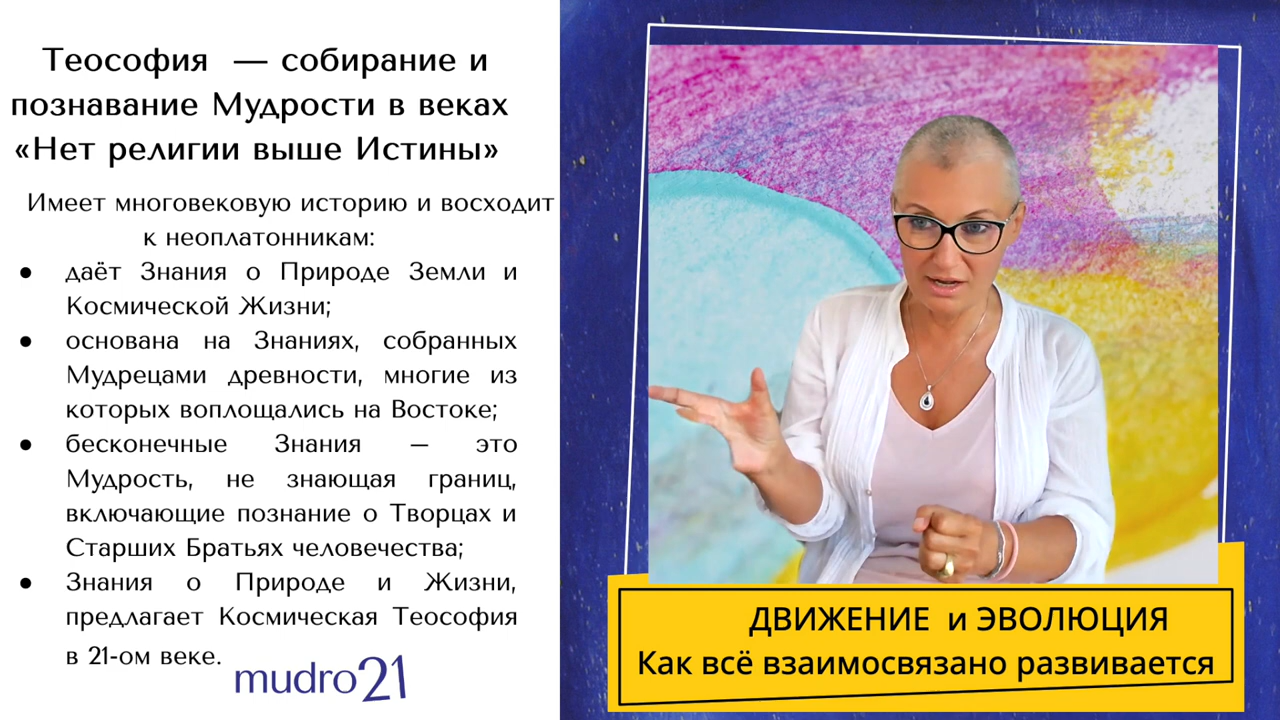 Теософия — собирание и
познавание Мудрости в веках
«Нет религии выше Истины»
Имеет многовековую историю и восходит
к неоплатонникам:
● даёт Знания о Природе Земли и
Космической Жизни;
● основана на Знаниях, собранных
Мудрецами древности, многие из
которых воплощались на Востоке;
● бесконечные Знания – это
Мудрость, не знающая границ,
включающие познание о Творцах и
Старших Братьях человечества;
● Знания о Природе и Жизни,
предлагает Космическая Теософия
в 21-ом веке.
mudro21
ДВИЖЕНИЕ и ЭВОЛЮЦИЯ
Как всё взаимосвязано развивается